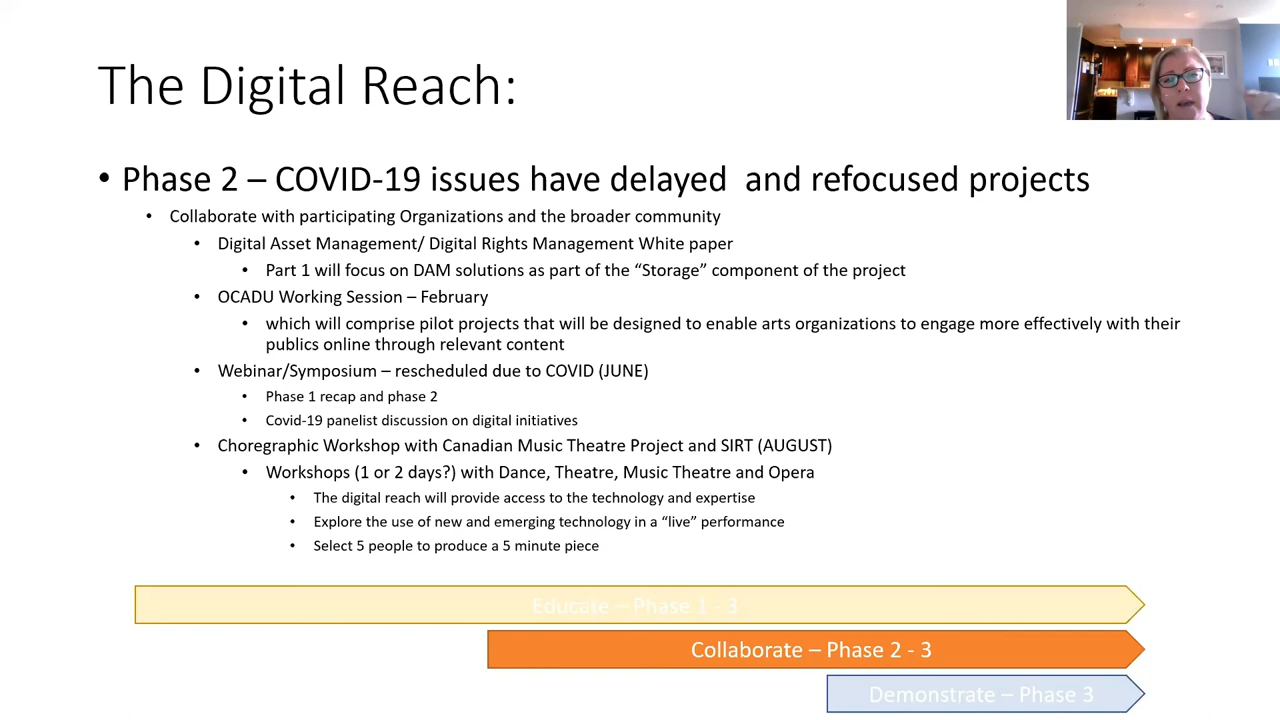 The Digital Reach:
• Phase 2 – COVID-19 issues have delayed  and refocused projects
• Collaborate with participating Organizations and the broader community
• Digital Asset Management/ Digital Rights Management White paper
• Part 1 will focus on DAM solutions as part of the “Storage” component of the project
• OCADU Working Session – February
• which will comprise pilot projects that will be designed to enable arts organizations to engage more effectively with their
publics online through relevant content
• Webinar/Symposium – rescheduled due to COVID (JUNE)
• Phase 1 recap and phase 2
• Covid-19 panelist discussion on digital initiatives
• Choregraphic Workshop with Canadian Music Theatre Project and SIRT (AUGUST)
• Workshops (1 or 2 days?) with Dance, Theatre, Music Theatre and Opera
• The digital reach will provide access to the technology and expertise
• Explore the use of new and emerging technology in a “live” performance
• Select 5 people to produce a 5 minute piece
Educate – Phase 1 - 3
Collaborate – Phase 2 - 3
Demonstrate – Phase 3